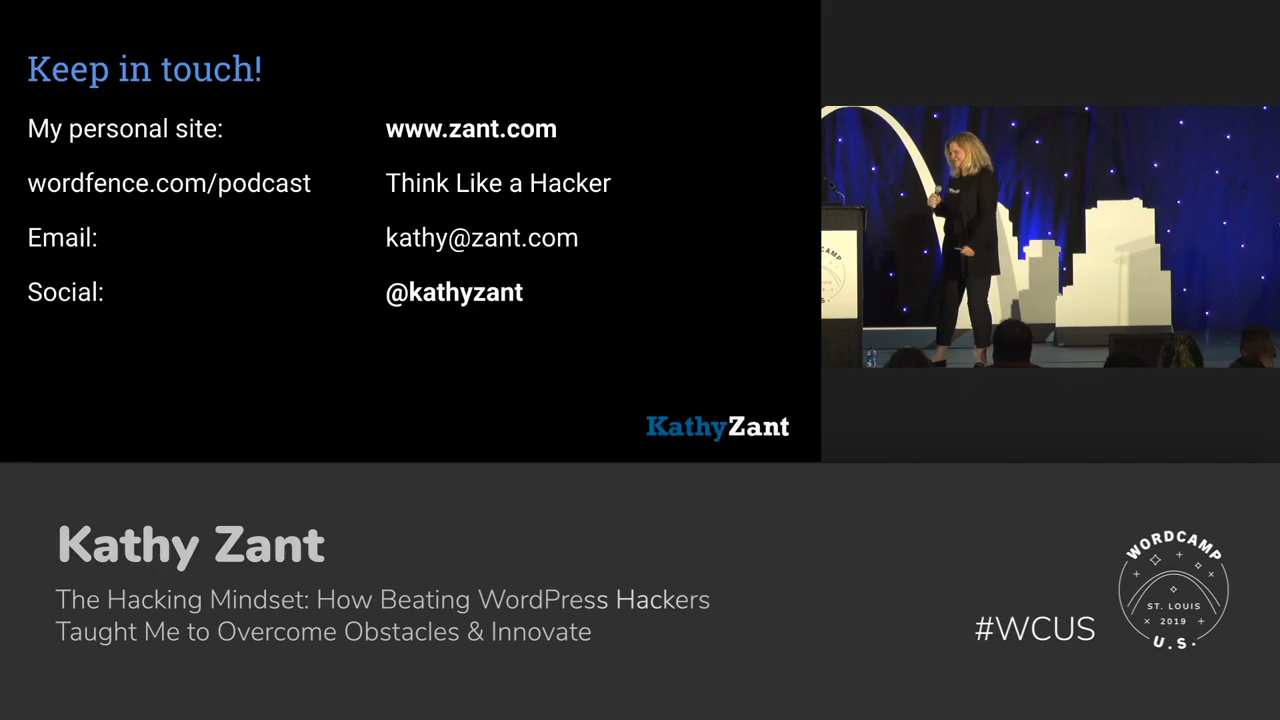 Keep in touch!
My personal site: www.zant.com
wordfence.com/podcast Think Like a Hacker
Email: kathy@zant.com
Social: @kathyzant
KathyZant
Kathy Zant
The Hacking Mindset: How Beating WordPress Hackers
Taught Me to Overcome Obstacles & Innovate
#WCUS
WORDCAMP
ST. LOUIS
2019
U.S.